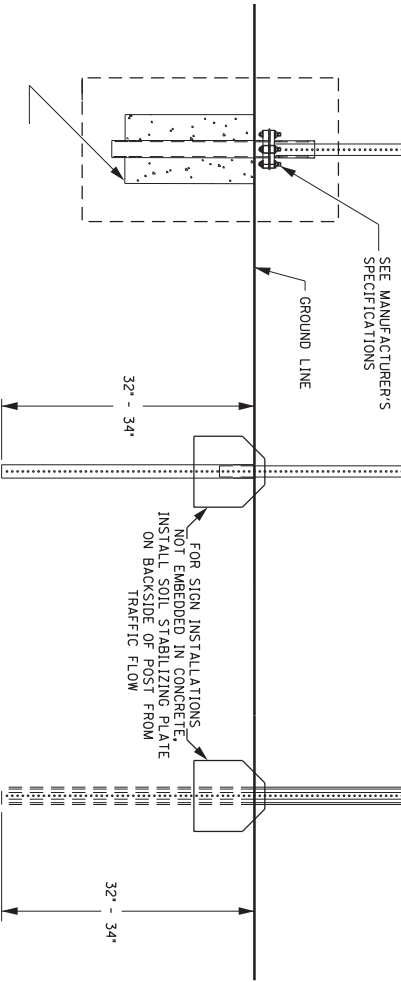 SEE MANUFACTURER'S
SPECIFICATIONS
GROUND LINE
32" - 34"
FOR SIGN INSTALLATIONS
NOT EMBEDDED IN CONCRETE,
INSTALL SOIL STABILIZING PLATE
ON BACKSIDE OF POST FROM
TRAFFIC FLOW
32" - 34"